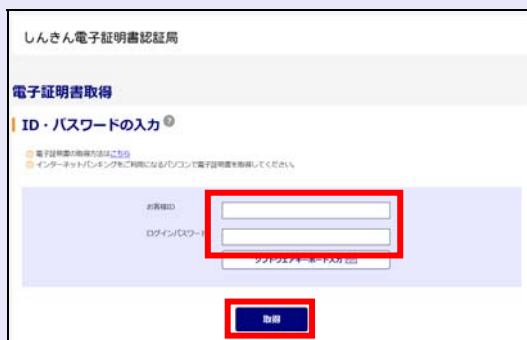 しんきん電子証明書認証局
電子証明書取得
ID・パスワードの入力
電子証明書の取得方法はこちら
インターネットバンキングをご利用になるパソコンで電子証明書を取得してください。
お客様ID
ログインパスワード
ソフトウェアキーボード入力
取得